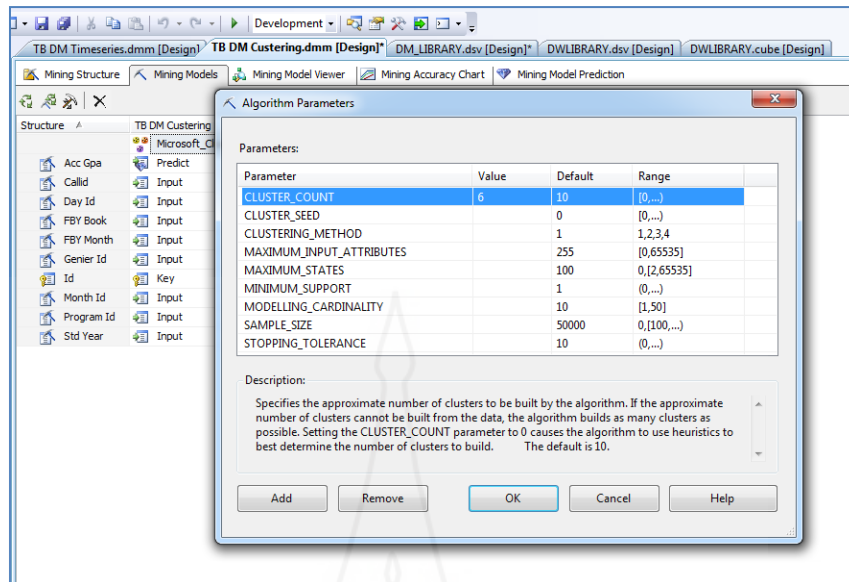 Development
TB DM Timeseries.dmm [Design] TB DM Custering.dmm [Design]* DM_LIBRARY.dsv [Design]* DWLIBRARY.dsv [Design] DWLIBRARY.cube [Design]
Mining Structure Mining Models Mining Model Viewer Mining Accuracy Chart Mining Model Prediction
Structure TB DM Custering
Microsoft_Cl
Acc Gpa Predict
Callid Input
Day Id Input
FBY Book Input
FBY Month Input
Genier Id Input
Id Key
Month Id Input
Program Id Input
Std Year Input
Algorithm Parameters
Parameters:
Parameter Value Default Range
CLUSTER_COUNT 6 10 [0,...)
CLUSTER_SEED 0 [0,...)
CLUSTERING_METHOD 1 1,2,3,4
MAXIMUM_INPUT_ATTRIBUTES 255 [0,65535]
MAXIMUM_STATES 100 0,[2,65535]
MINIMUM_SUPPORT 1 (0,...)
MODELLING_CARDINALITY 10 [1,50]
SAMPLE_SIZE 50000 0,[100,...)
STOPPING_TOLERANCE 10 (0,...)
Description:
Specifies the approximate number of clusters to be built by the algorithm. If the approximate
number of clusters cannot be built from the data, the algorithm builds as many clusters as
possible. Setting the CLUSTER_COUNT parameter to 0 causes the algorithm to use heuristics to
best determine the number of clusters to build. The default is 10.
Add Remove OK Cancel Help